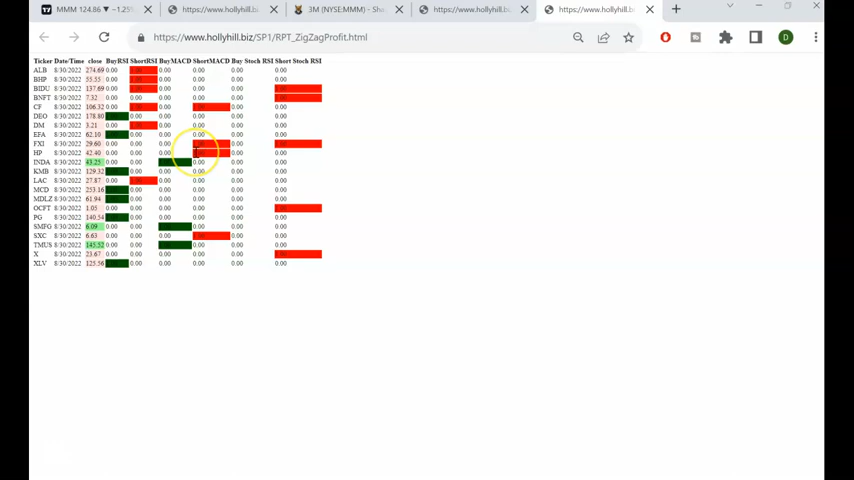 MMM 124.86 ▼ −1.25%
https://www.hollyhill.biz/
3M (NYSE:MMM) - Sha
https://www.hollyhill.biz/
https://www.hollyhill.biz/
https://www.hollyhill.biz/SP1/RPT_ZigZagProfit.html
D
Ticker Date/Time close BuyRSI ShortRSI BuyMACD ShortMACD Buy Stoch RSI Short Stoch RSI
ALB 8/30/2022 274.69 0.00 0.00 0.00 0.00 0.00
BHP 8/30/2022 55.55 0.00 0.00 0.00 0.00 0.00
BIDU 8/30/2022 137.69 0.00 0.00 0.00 0.00
BNFT 8/30/2022 7.32 0.00 0.00 0.00 0.00 0.00
CF 8/30/2022 106.32 0.00 0.00 0.00 0.00
DEO 8/30/2022 178.80 0.00 0.00 0.00 0.00 0.00
DM 8/30/2022 3.21 0.00 0.00 0.00 0.00 0.00
EFA 8/30/2022 62.10 0.00 0.00 0.00 0.00 0.00
FXI 8/30/2022 29.60 0.00 0.00 0.00 0.00
HP 8/30/2022 42.40 0.00 0.00 0.00 0.00 0.00
INDA 8/30/2022 43.25 0.00 0.00 0.00 0.00 0.00
KMB 8/30/2022 129.32 0.00 0.00 0.00 0.00 0.00
LAC 8/30/2022 27.87 0.00 0.00 0.00 0.00 0.00
MCD 8/30/2022 253.16 0.00 0.00 0.00 0.00 0.00
MDLZ 8/30/2022 61.94 0.00 0.00 0.00 0.00 0.00
OCFT 8/30/2022 1.05 0.00 0.00 0.00 0.00 0.00
PG 8/30/2022 140.54 0.00 0.00 0.00 0.00 0.00
SMFG 8/30/2022 6.09 0.00 0.00 0.00 0.00 0.00
SXC 8/30/2022 6.63 0.00 0.00 0.00 0.00 0.00
TMUS 8/30/2022 145.52 0.00 0.00 0.00 0.00 0.00
X 8/30/2022 23.67 0.00 0.00 0.00 0.00 0.00
XLV 8/30/2022 125.56 0.00 0.00 0.00 0.00 0.00